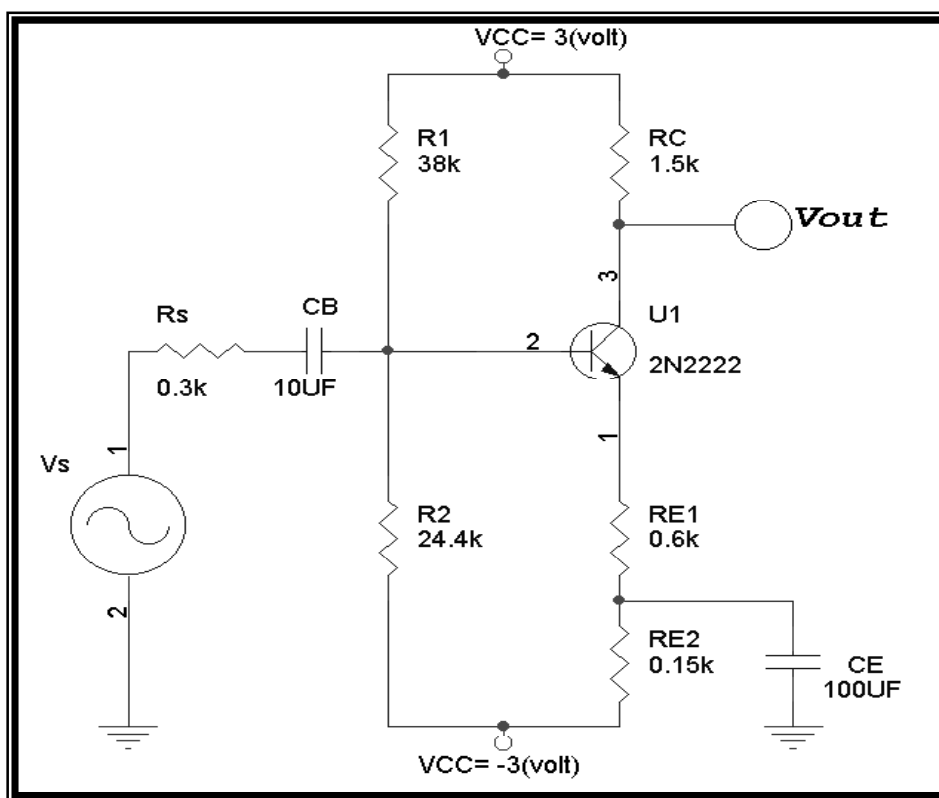 VCC= 3(volt)
R1
38k
RC
1.5k
Vout
3
Rs
0.3k
CB
10UF
2
U1
2N2222
1
1
Vs
2
R2
24.4k
RE1
0.6k
RE2
0.15k
CE
100UF
VCC= -3(volt)